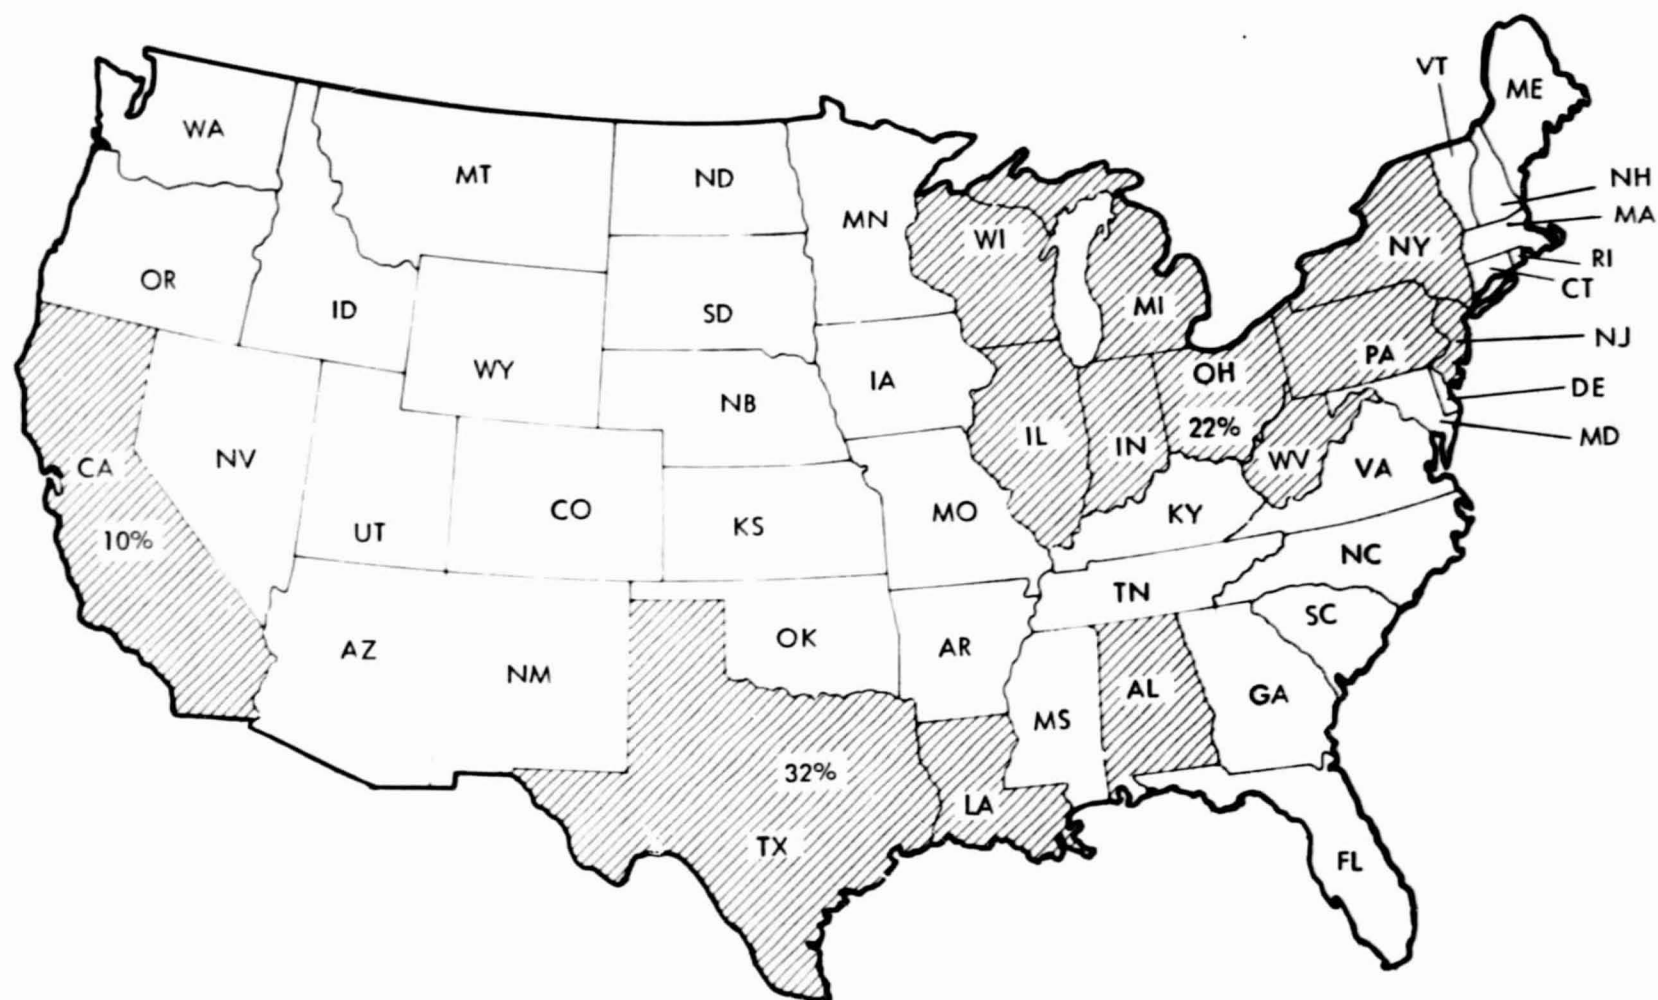 VT
ME
WA
MT
ND
MN
NH
MA
WI
NY
RI
CT
OR
ID
SD
MI
NJ
WY
IA
PA
OH
DE
NB
22%
MD
IL
IN
WV
VA
CA
NV
CO
MO
KY
10%
UT
KS
NC
TN
SC
AZ
NM
OK
AR
AL
GA
MS
32%
LA
TX
FL